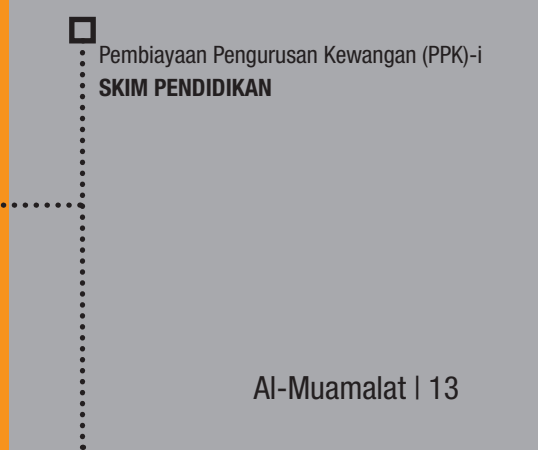 Pembiayaan Pengurusan Kewangan (PPK)-i
SKIM PENDIDIKAN
Al-Muamalat | 13